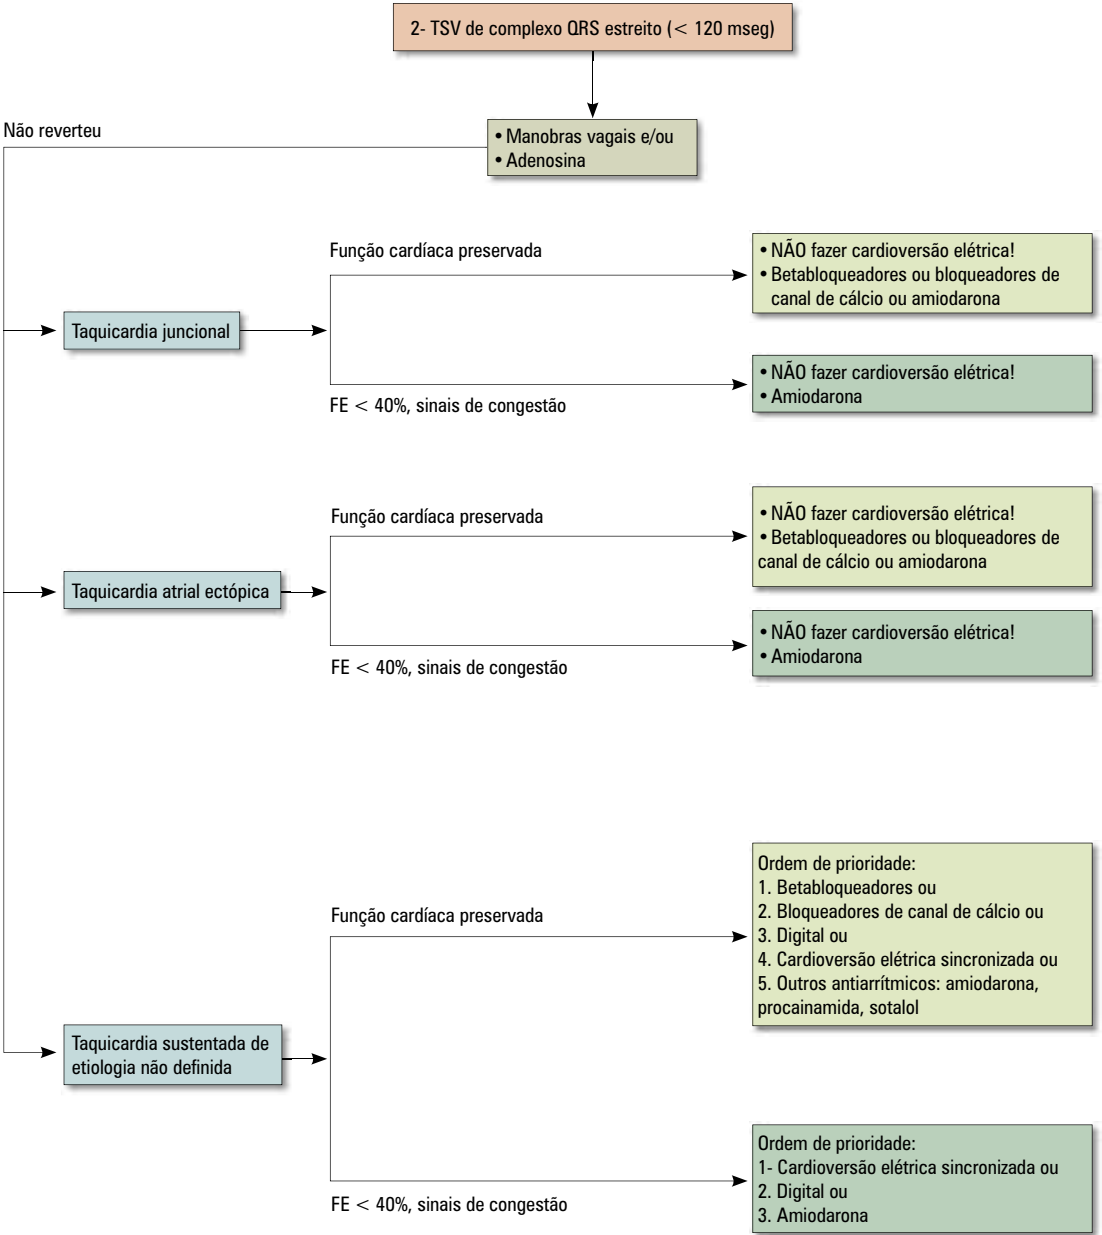 2- TSV de complexo QRS estreito (< 120 mseg)
Não reverteu
• Manobras vagais e/ou
• Adenosina
Função cardíaca preservada
• NÃO fazer cardioversão elétrica!
• Betabloqueadores ou bloqueadores de
canal de cálcio ou amiodarona
Taquicardia juncional
• NÃO fazer cardioversão elétrica!
• Amiodarona
FE < 40%, sinais de congestão
Função cardíaca preservada
• NÃO fazer cardioversão elétrica!
• Betabloqueadores ou bloqueadores de
canal de cálcio ou amiodarona
Taquicardia atrial ectópica
• NÃO fazer cardioversão elétrica!
• Amiodarona
FE < 40%, sinais de congestão
Função cardíaca preservada
Ordem de prioridade:
1. Betabloqueadores ou
2. Bloqueadores de canal de cálcio ou
3. Digital ou
4. Cardioversão elétrica sincronizada ou
5. Outros antiarrítmicos: amiodarona,
procainamida, sotalol
Taquicardia sustentada de
etiologia não definida
Ordem de prioridade:
1- Cardioversão elétrica sincronizada ou
2. Digital ou
3. Amiodarona
FE < 40%, sinais de congestão